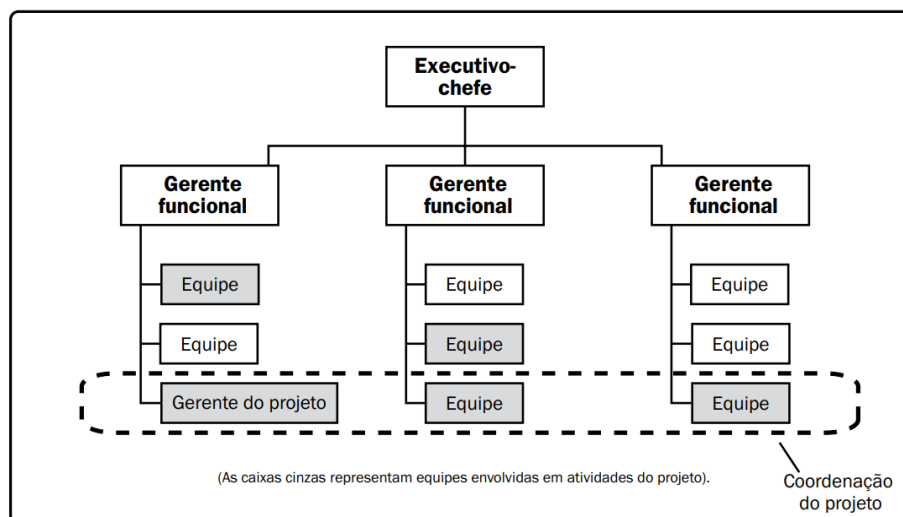 Executivo-
chefe
Gerente
funcional
Gerente
funcional
Gerente
funcional
Equipe
Equipe
Equipe
Equipe
Equipe
Equipe
Gerente do projeto
Equipe
Equipe
(As caixas cinzas representam equipes envolvidas em atividades do projeto).
Coordenação
do projeto